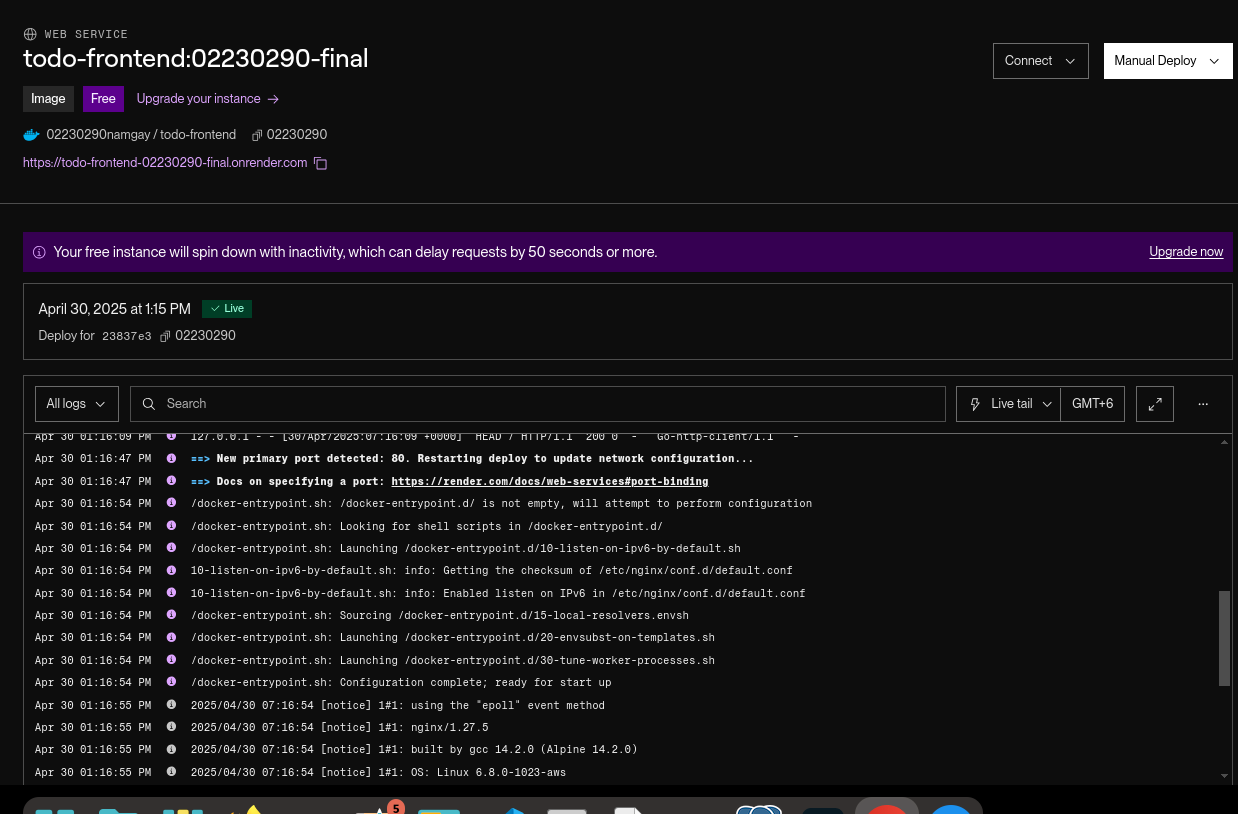 WEB SERVICE
todo-frontend:02230290-final
Connect
Manual Deploy
Image
Free
Upgrade your instance →
02230290namgay / todo-frontend 02230290
https://todo-frontend-02230290-final.onrender.com
Your free instance will spin down with inactivity, which can delay requests by 50 seconds or more.
Upgrade now
April 30, 2025 at 1:15 PM Live
Deploy for 23837e3 02230290
All logs
Search
Live tail
GMT+6
Apr 30 01:16:09 PM 127.0.0.1 - - [30/Apr/2025:07:16:09 +0000] "HEAD / HTTP/1.1" 200 0 "-" "Go-http-client/1.1" "-"
Apr 30 01:16:47 PM ==> New primary port detected: 80. Restarting deploy to update network configuration...
Apr 30 01:16:47 PM ==> Docs on specifying a port: https://render.com/docs/web-services#port-binding
Apr 30 01:16:54 PM /docker-entrypoint.sh: /docker-entrypoint.d/ is not empty, will attempt to perform configuration
Apr 30 01:16:54 PM /docker-entrypoint.sh: Looking for shell scripts in /docker-entrypoint.d/
Apr 30 01:16:54 PM /docker-entrypoint.sh: Launching /docker-entrypoint.d/10-listen-on-ipv6-by-default.sh
Apr 30 01:16:54 PM 10-listen-on-ipv6-by-default.sh: info: Getting the checksum of /etc/nginx/conf.d/default.conf
Apr 30 01:16:54 PM 10-listen-on-ipv6-by-default.sh: info: Enabled listen on IPv6 in /etc/nginx/conf.d/default.conf
Apr 30 01:16:54 PM /docker-entrypoint.sh: Sourcing /docker-entrypoint.d/15-local-resolvers.envsh
Apr 30 01:16:54 PM /docker-entrypoint.sh: Launching /docker-entrypoint.d/20-envsubst-on-templates.sh
Apr 30 01:16:54 PM /docker-entrypoint.sh: Launching /docker-entrypoint.d/30-tune-worker-processes.sh
Apr 30 01:16:54 PM /docker-entrypoint.sh: Configuration complete; ready for start up
Apr 30 01:16:55 PM 2025/04/30 07:16:54 [notice] 1#1: using the "epoll" event method
Apr 30 01:16:55 PM 2025/04/30 07:16:54 [notice] 1#1: nginx/1.27.5
Apr 30 01:16:55 PM 2025/04/30 07:16:54 [notice] 1#1: built by gcc 14.2.0 (Alpine 14.2.0)
Apr 30 01:16:55 PM 2025/04/30 07:16:54 [notice] 1#1: OS: Linux 6.8.0-1023-aws
5